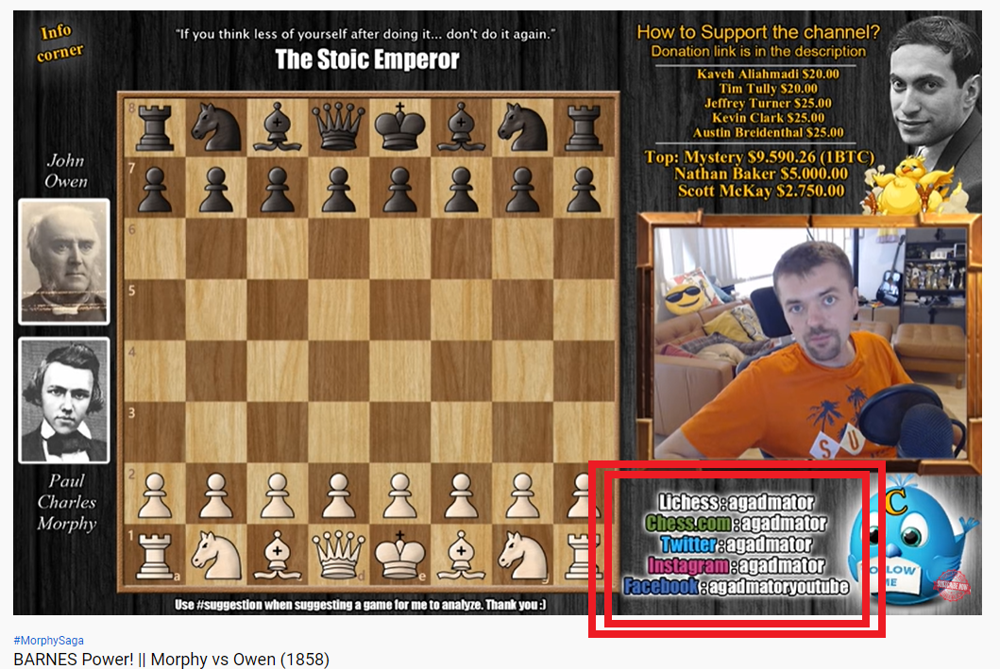 Info
corner
"If you think less of yourself after doing it... don't do it again."
The Stoic Emperor
How to Support the channel?
Donation link is in the description
Kaveh Aliahmadi $20.00
Tim Tully $20.00
Jeffrey Turner $25.00
Kevin Clark $25.00
Austin Breidenthal $25.00
Top: Mystery $9.590.26 (1BTC)
Nathan Baker $5.000.00
Scott McKay $2.750.00
John
Owen
Paul
Charles
Morphy
8
7
6
5
4
3
2
1
a
d
e
g
S U
Lichess:agadmator
Chess.com:agadmator
Twitter:agadmator
Instagram:agadmator
Facebook:agadmatoryoutube
C
FOLLOW
ME
SUBSCRIBE NOW
Use #suggestion when suggesting a game for me to analyze. Thank you :)
#MorphySaga
BARNES Power! || Morphy vs Owen (1858)